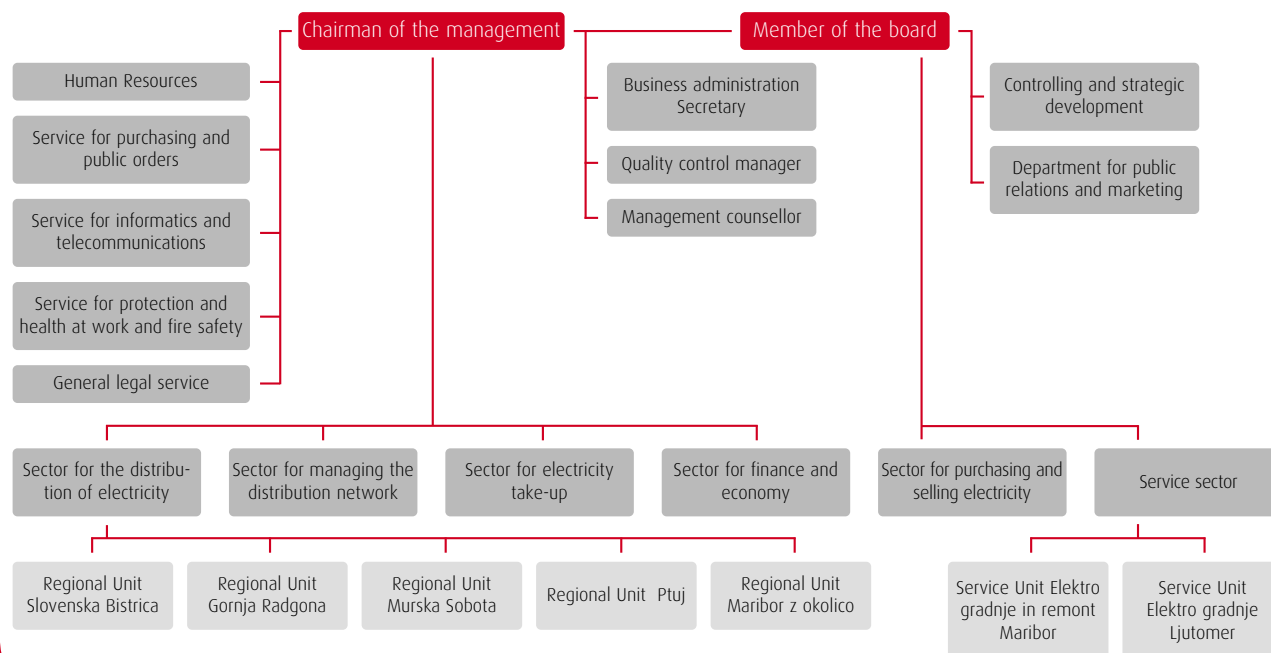 Chairman of the management
Member of the board
Human Resources
Service for purchasing and
public orders
Service for informatics and
telecommunications
Service for protection and
health at work and fire safety
General legal service
Business administration
Secretary
Quality control manager
Management counsellor
Controlling and strategic
development
Department for public
relations and marketing
Sector for the distribu-
tion of electricity
Sector for managing the
distribution network
Sector for electricity
take-up
Sector for finance and
economy
Sector for purchasing and
selling electricity
Service sector
Regional Unit
Slovenska Bistrica
Regional Unit
Gornja Radgona
Regional Unit
Murska Sobota
Regional Unit Ptuj
Regional Unit
Maribor z okolico
Service Unit Elektro
gradnje in remont
Maribor
Service Unit
Elektro gradnje
Ljutomer